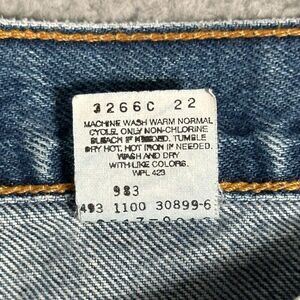 3266C 22
MACHINE WASH WARM NORMAL
CYCLE. ONLY NON-CHLORINE
BLEACH IF NEEDED. TUMBLE
DRY HOT. HOT IRON IF NEEDED.
WASH AND DRY
WITH LIKE COLORS.
WPL 423
983
493 1100 30899-6